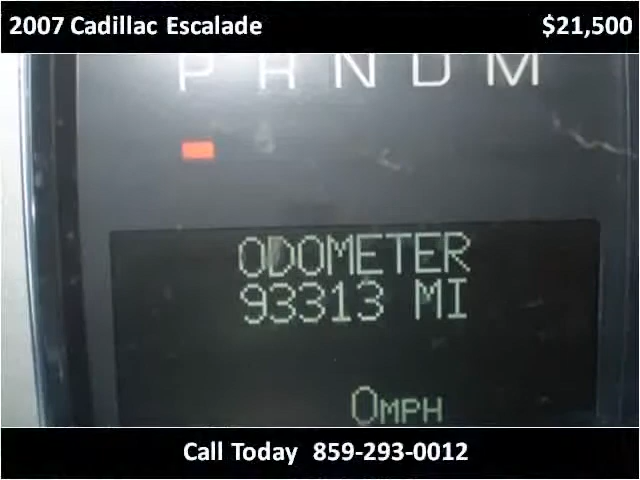 2007 Cadillac Escalade $21,500
P R N D M
ODOMETER
93313 MI
0MPH
Call Today 859-293-0012